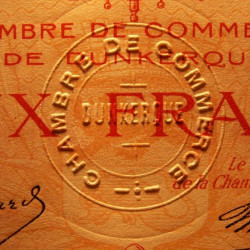 MBRE DE COMME
DE DUNKERQU
CHAMBRE DE COMMERCE
DUNKERQUE
X FRA
Le
de la Cham